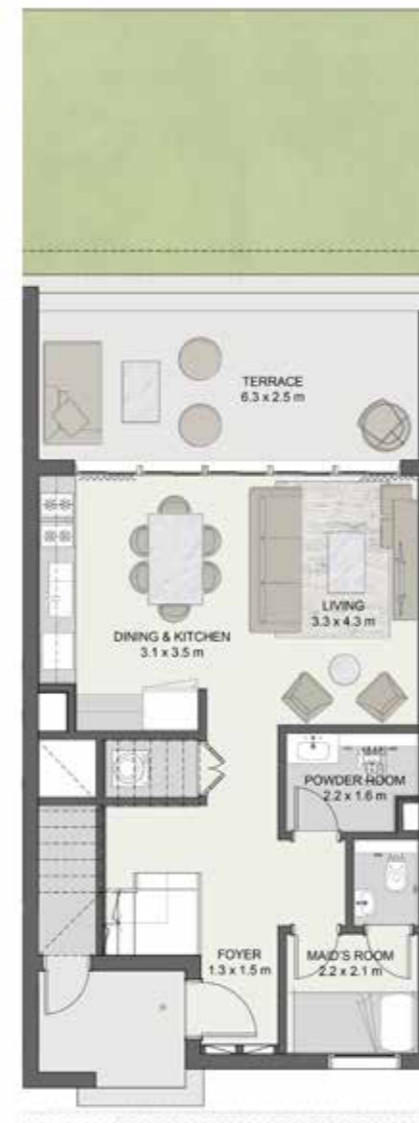 TERRACE
6.3 x 2.5 m
LIVING
3.3 x 4.3 m
DINING & KITCHEN
3.1 x 3.5 m
POWDER ROOM
2.2 x 1.6 m
FOYER
1.3 x 1.5 m
MAID'S ROOM
2.2 x 2.1 m